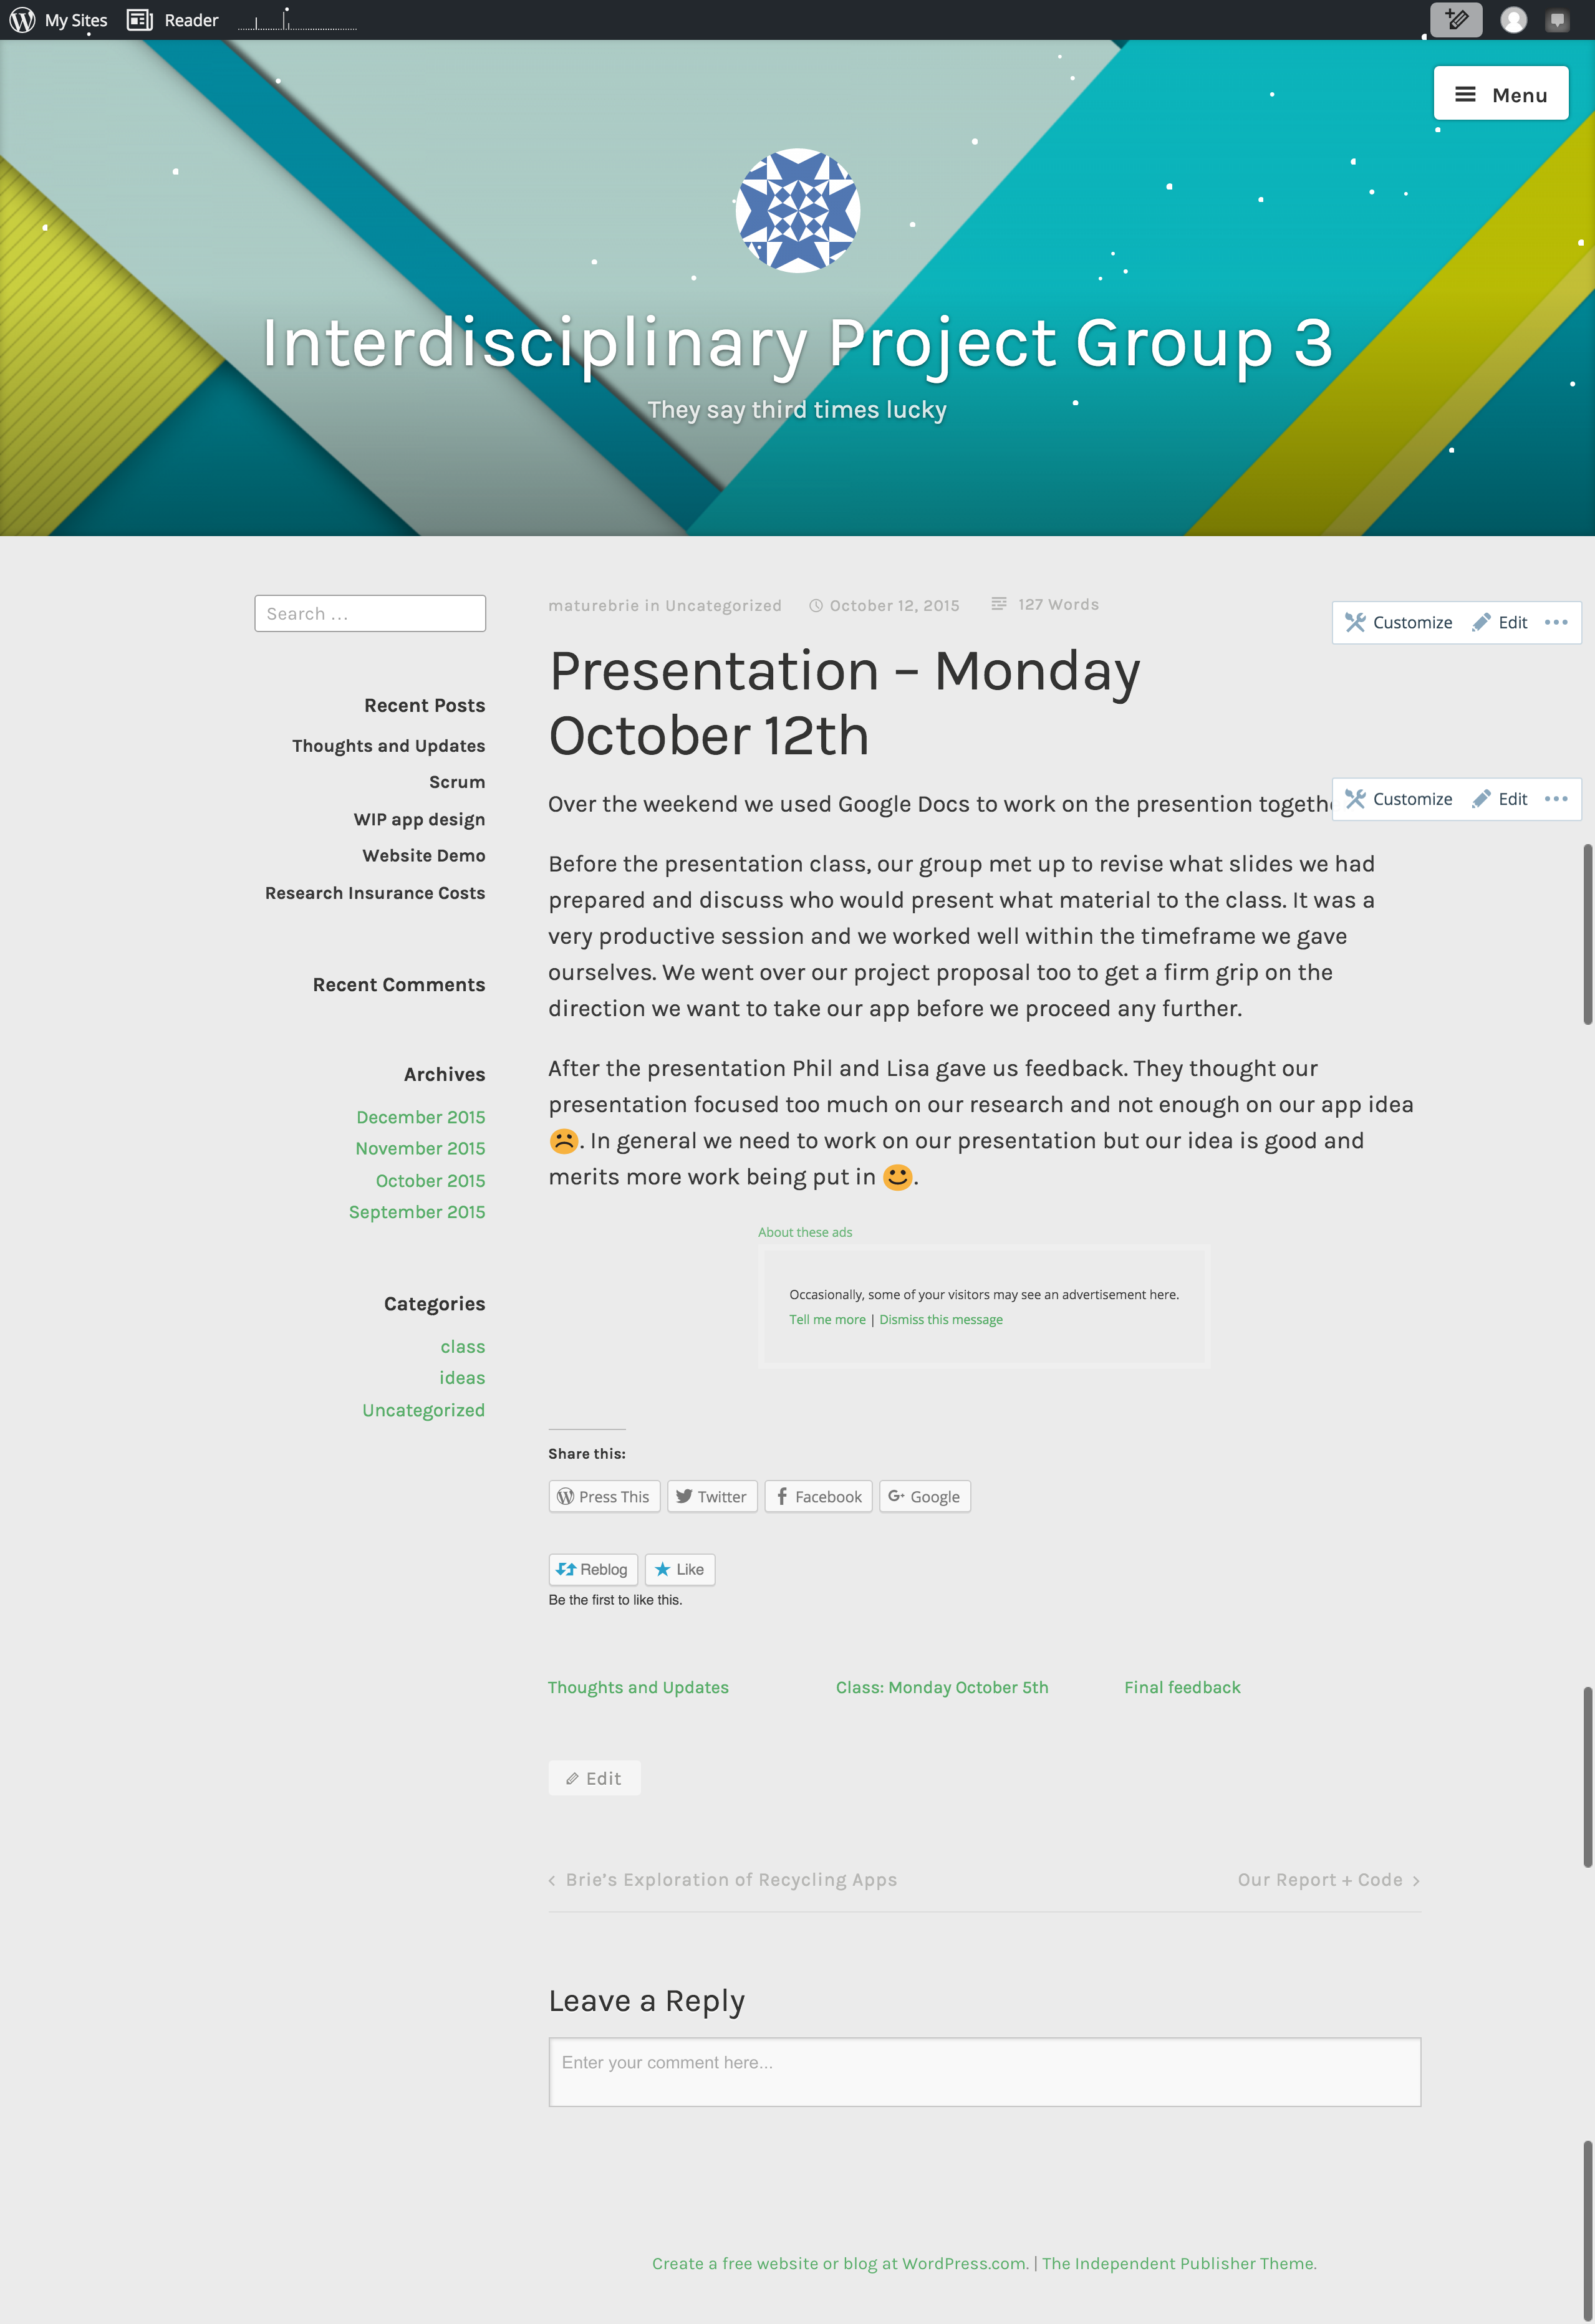 My Sites Reader
Menu
Interdisciplinary Project Group 3
They say third times lucky
Search ...
Recent Posts
Thoughts and Updates
Scrum
WIP app design
Website Demo
Research Insurance Costs
Recent Comments
Archives
December 2015
November 2015
October 2015
September 2015
Categories
class
ideas
Uncategorized
maturebrie in Uncategorized October 12, 2015 127 Words
Customize Edit
Presentation – Monday
October 12th
Over the weekend we used Google Docs to work on the presention
Customize Edit
Before the presentation class, our group met up to revise what slides we had
prepared and discuss who would present what material to the class. It was a
very productive session and we worked well within the timeframe we gave
ourselves. We went over our project proposal too to get a firm grip on the
direction we want to take our app before we proceed any further.
After the presentation Phil and Lisa gave us feedback. They thought our
presentation focused too much on our research and not enough on our app idea
☹. In general we need to work on our presentation but our idea is good and
merits more work being put in 🙂.
About these ads
Occasionally, some of your visitors may see an advertisement here.
Tell me more | Dismiss this message
Share this:
Press This Twitter Facebook Google
Reblog Like
Be the first to like this.
Thoughts and Updates Class: Monday October 5th Final feedback
Edit
‹ Brie's Exploration of Recycling Apps Our Report + Code ›
Leave a Reply
Enter your comment here...
Create a free website or blog at WordPress.com. | The Independent Publisher Theme.